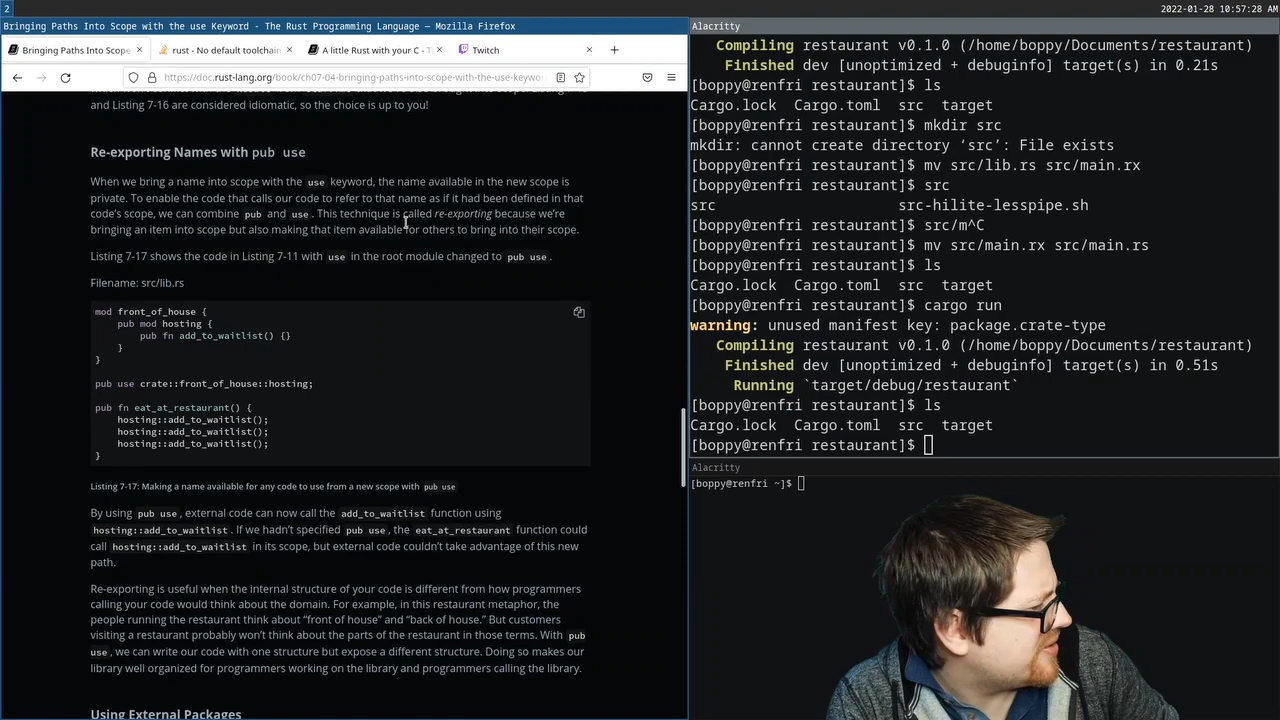 2
2022-01-28 10:57:28 AM
Bringing Paths Into Scope with the use Keyword - The Rust Programming Language — Mozilla Firefox
Bringing Paths Into Scope
rust - No default toolchain
A little Rust with your C - T
Twitch
https://doc.rust-lang.org/book/ch07-04-bringing-paths-into-scope-with-the-use-keywo
and Listing 7-16 are considered idiomatic, so the choice is up to you!
Re-exporting Names with pub use
When we bring a name into scope with the use keyword, the name available in the new scope is
private. To enable the code that calls our code to refer to that name as if it had been defined in that
code’s scope, we can combine pub and use. This technique is called re-exporting because we’re
bringing an item into scope but also making that item available for others to bring into their scope.
Listing 7-17 shows the code in Listing 7-11 with use in the root module changed to pub use.
Filename: src/lib.rs
mod front_of_house {
    pub mod hosting {
        pub fn add_to_waitlist() {}
    }
}
pub use crate::front_of_house::hosting;
pub fn eat_at_restaurant() {
    hosting::add_to_waitlist();
    hosting::add_to_waitlist();
    hosting::add_to_waitlist();
}
Listing 7-17: Making a name available for any code to use from a new scope with pub use
By using pub use, external code can now call the add_to_waitlist function using
hosting::add_to_waitlist. If we hadn’t specified pub use, the eat_at_restaurant function could
call hosting::add_to_waitlist in its scope, but external code couldn’t take advantage of this new
path.
Re-exporting is useful when the internal structure of your code is different from how programmers
calling your code would think about the domain. For example, in this restaurant metaphor, the
people running the restaurant think about “front of house” and “back of house.” But customers
visiting a restaurant probably won’t think about the parts of the restaurant in those terms. With pub
use, we can write our code with one structure but expose a different structure. Doing so makes our
library well organized for programmers working on the library and programmers calling the library.
Using External Packages
Alacritty
Compiling restaurant v0.1.0 (/home/boppy/Documents/restaurant)
Finished dev [unoptimized + debuginfo] target(s) in 0.21s
[boppy@renfri restaurant]$ ls
Cargo.lock  Cargo.toml  src  target
[boppy@renfri restaurant]$ mkdir src
mkdir: cannot create directory ‘src’: File exists
[boppy@renfri restaurant]$ mv src/lib.rs src/main.rx
[boppy@renfri restaurant]$ src
src                     src-hilite-lesspipe.sh
[boppy@renfri restaurant]$ src/m^C
[boppy@renfri restaurant]$ mv src/main.rx src/main.rs
[boppy@renfri restaurant]$ ls
Cargo.lock  Cargo.toml  src  target
[boppy@renfri restaurant]$ cargo run
warning: unused manifest key: package.crate-type
Compiling restaurant v0.1.0 (/home/boppy/Documents/restaurant)
Finished dev [unoptimized + debuginfo] target(s) in 0.51s
Running `target/debug/restaurant`
[boppy@renfri restaurant]$ ls
Cargo.lock  Cargo.toml  src  target
[boppy@renfri restaurant]$
Alacritty
[boppy@renfri ~]$